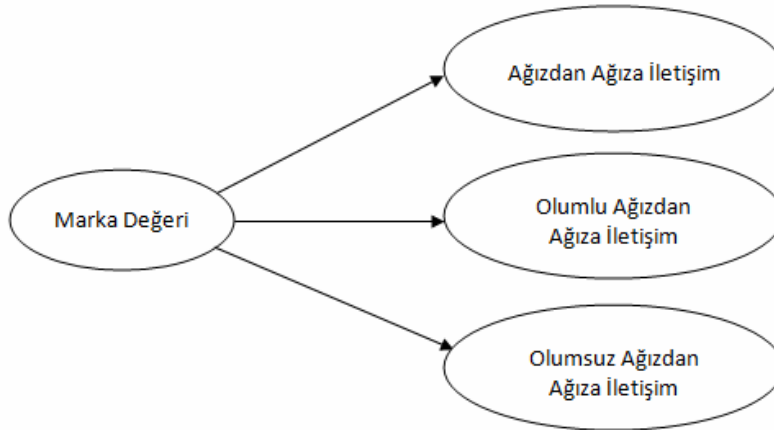 Ağızdan Ağıza İletişim
Marka Değeri
Olumlu Ağızdan
Ağıza İletişim
Olumsuz Ağızdan
Ağıza İletişim